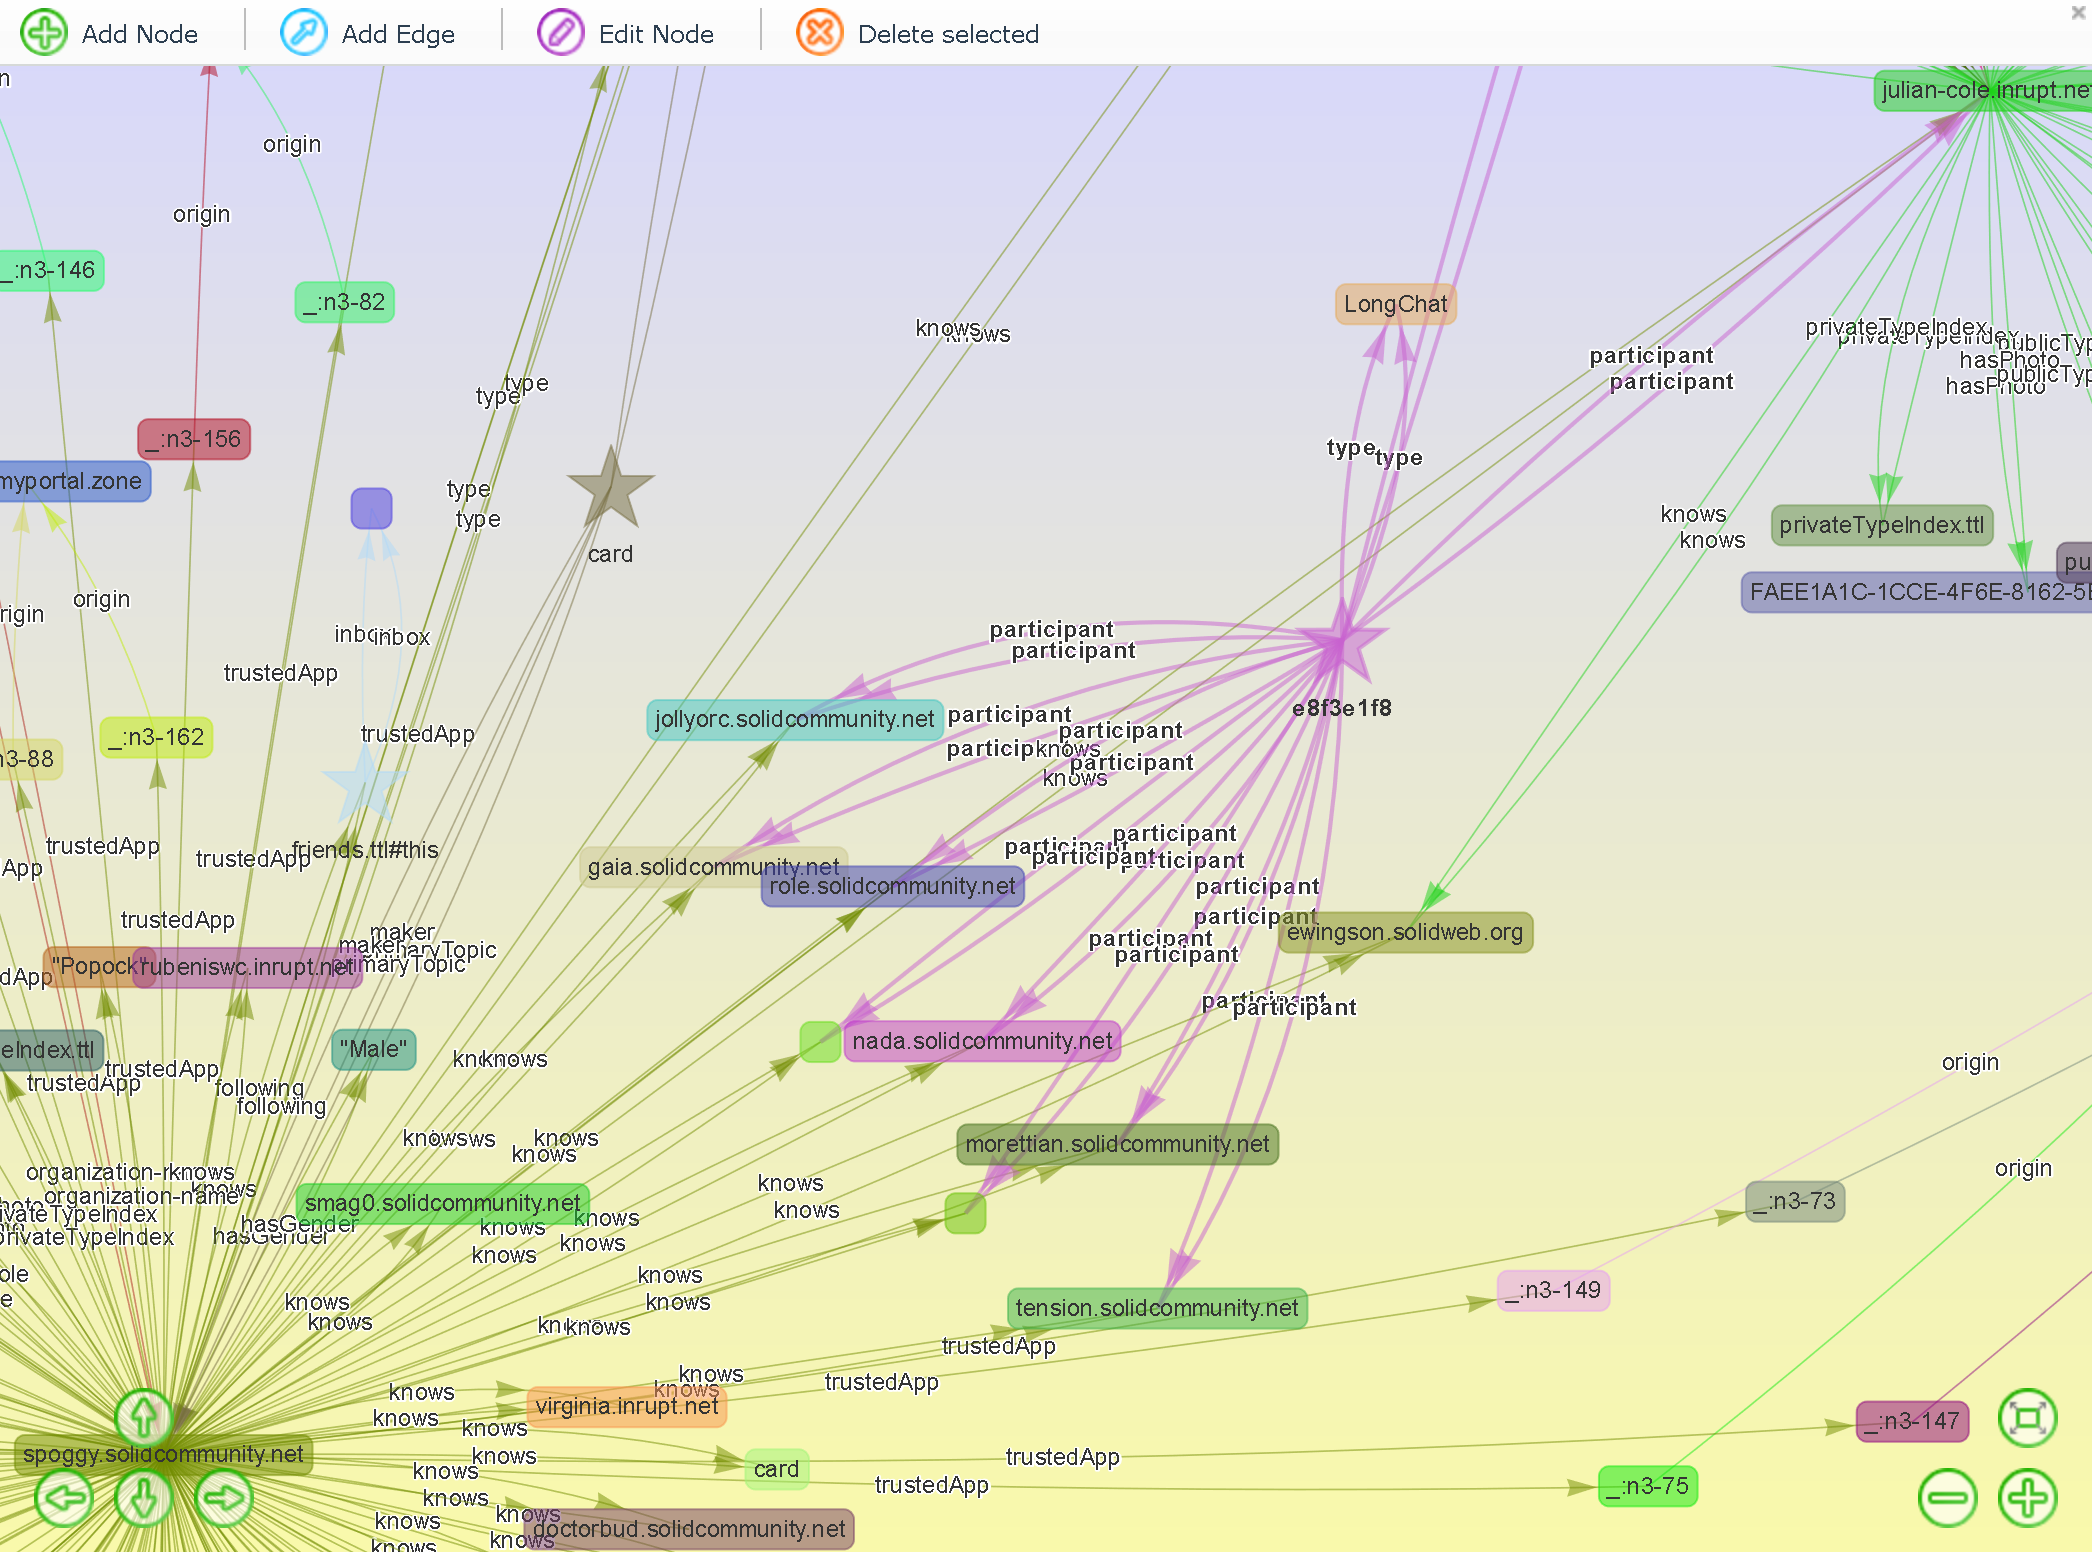 Add Node
Add Edge
Edit Node
Delete selected
julian-cole.inrupt.net
origin
origin
_:n3-146
_:n3-82
LongChat
knows
knows
privateTypeIndex
privateTypeIndex
publicTyp
hasPhoto
publicTyp
hasPhoto
participant
participant
type
type
_:n3-156
type
type
myportal.zone
type
type
card
knows
knows
privateTypeIndex.ttl
pu
FAEE1A1C-1CCE-4F6E-8162-5E
origin
rigin
inbox
inbox
participant
participant
trustedApp
e8f3e1f8
jollyorc.solidcommunity.net
participant
participant
participant
knows
participant
knows
trustedApp
_:n3-162
n3-88
trustedApp
friends.ttl#this
trustedApp
App
gaia.solidcommunity.net
role.solidcommunity.net
participant
participant
participant
participant
participant
participant
ewingson.solidweb.org
trustedApp
maker
maker
primaryTopic
primaryTopic
participant
participant
"Popock"
rubeniswc.inrupt.net
dApp
participant
participant
eIndex.ttl
"Male"
knows
knows
nada.solidcommunity.net
origin
trustedApp
trustedApp
following
following
knows
knows
knows
knows
morettian.solidcommunity.net
origin
organization-name
knows
organization-name
knows
smag0.solidcommunity.net
knows
knows
_:n3-73
ivateTypeIndex
privateTypeIndex
hasGender
hasGender
knows
knows
knows
knows
ole
e
knows
knows
_:n3-149
knows
knows
tension.solidcommunity.net
knows
knows
trustedApp
knows
knows
trustedApp
knows
knows
virginia.inrupt.net
_:n3-147
knows
spoggy.solidcommunity.net
knows
card
trustedApp
knows
trustedApp
_:n3-75
knows
knows
knows
doctorbud.solidcommunity.net
knows
knows